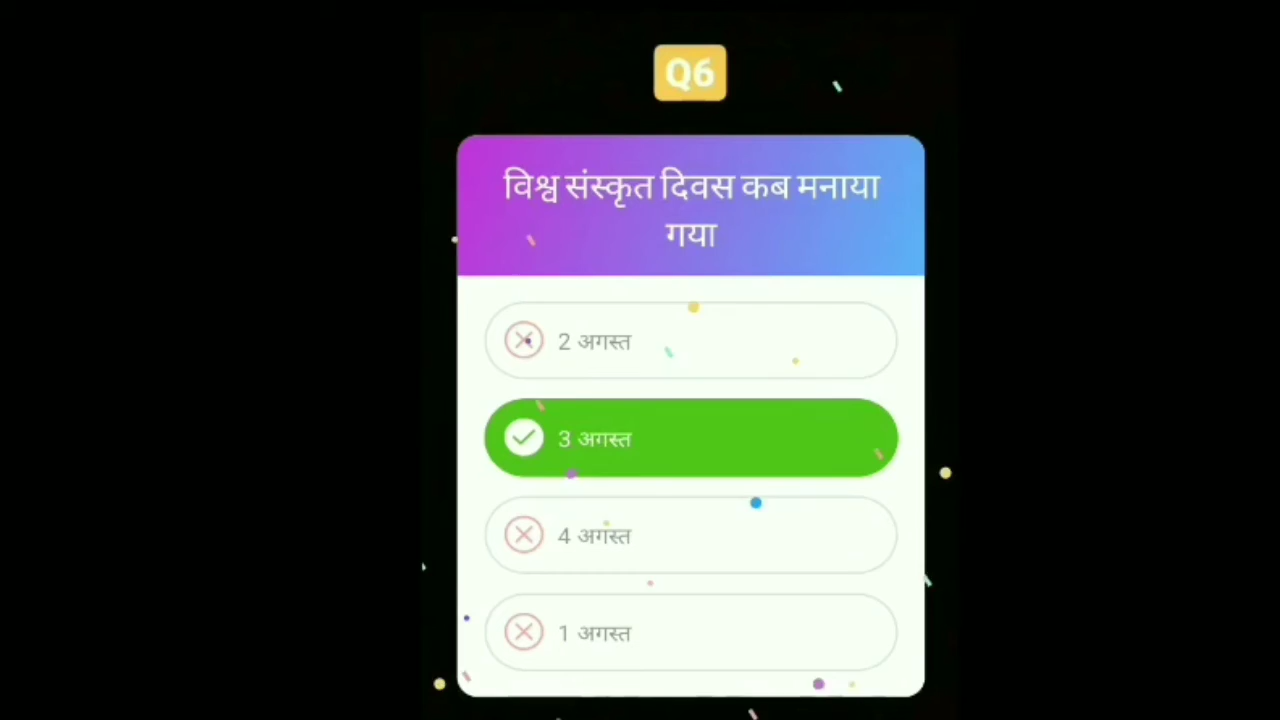 Q6
विश्व संस्कृत दिवस कब मनाया
गया
2 अगस्त
3 अगस्त
4 अगस्त
1 अगस्त